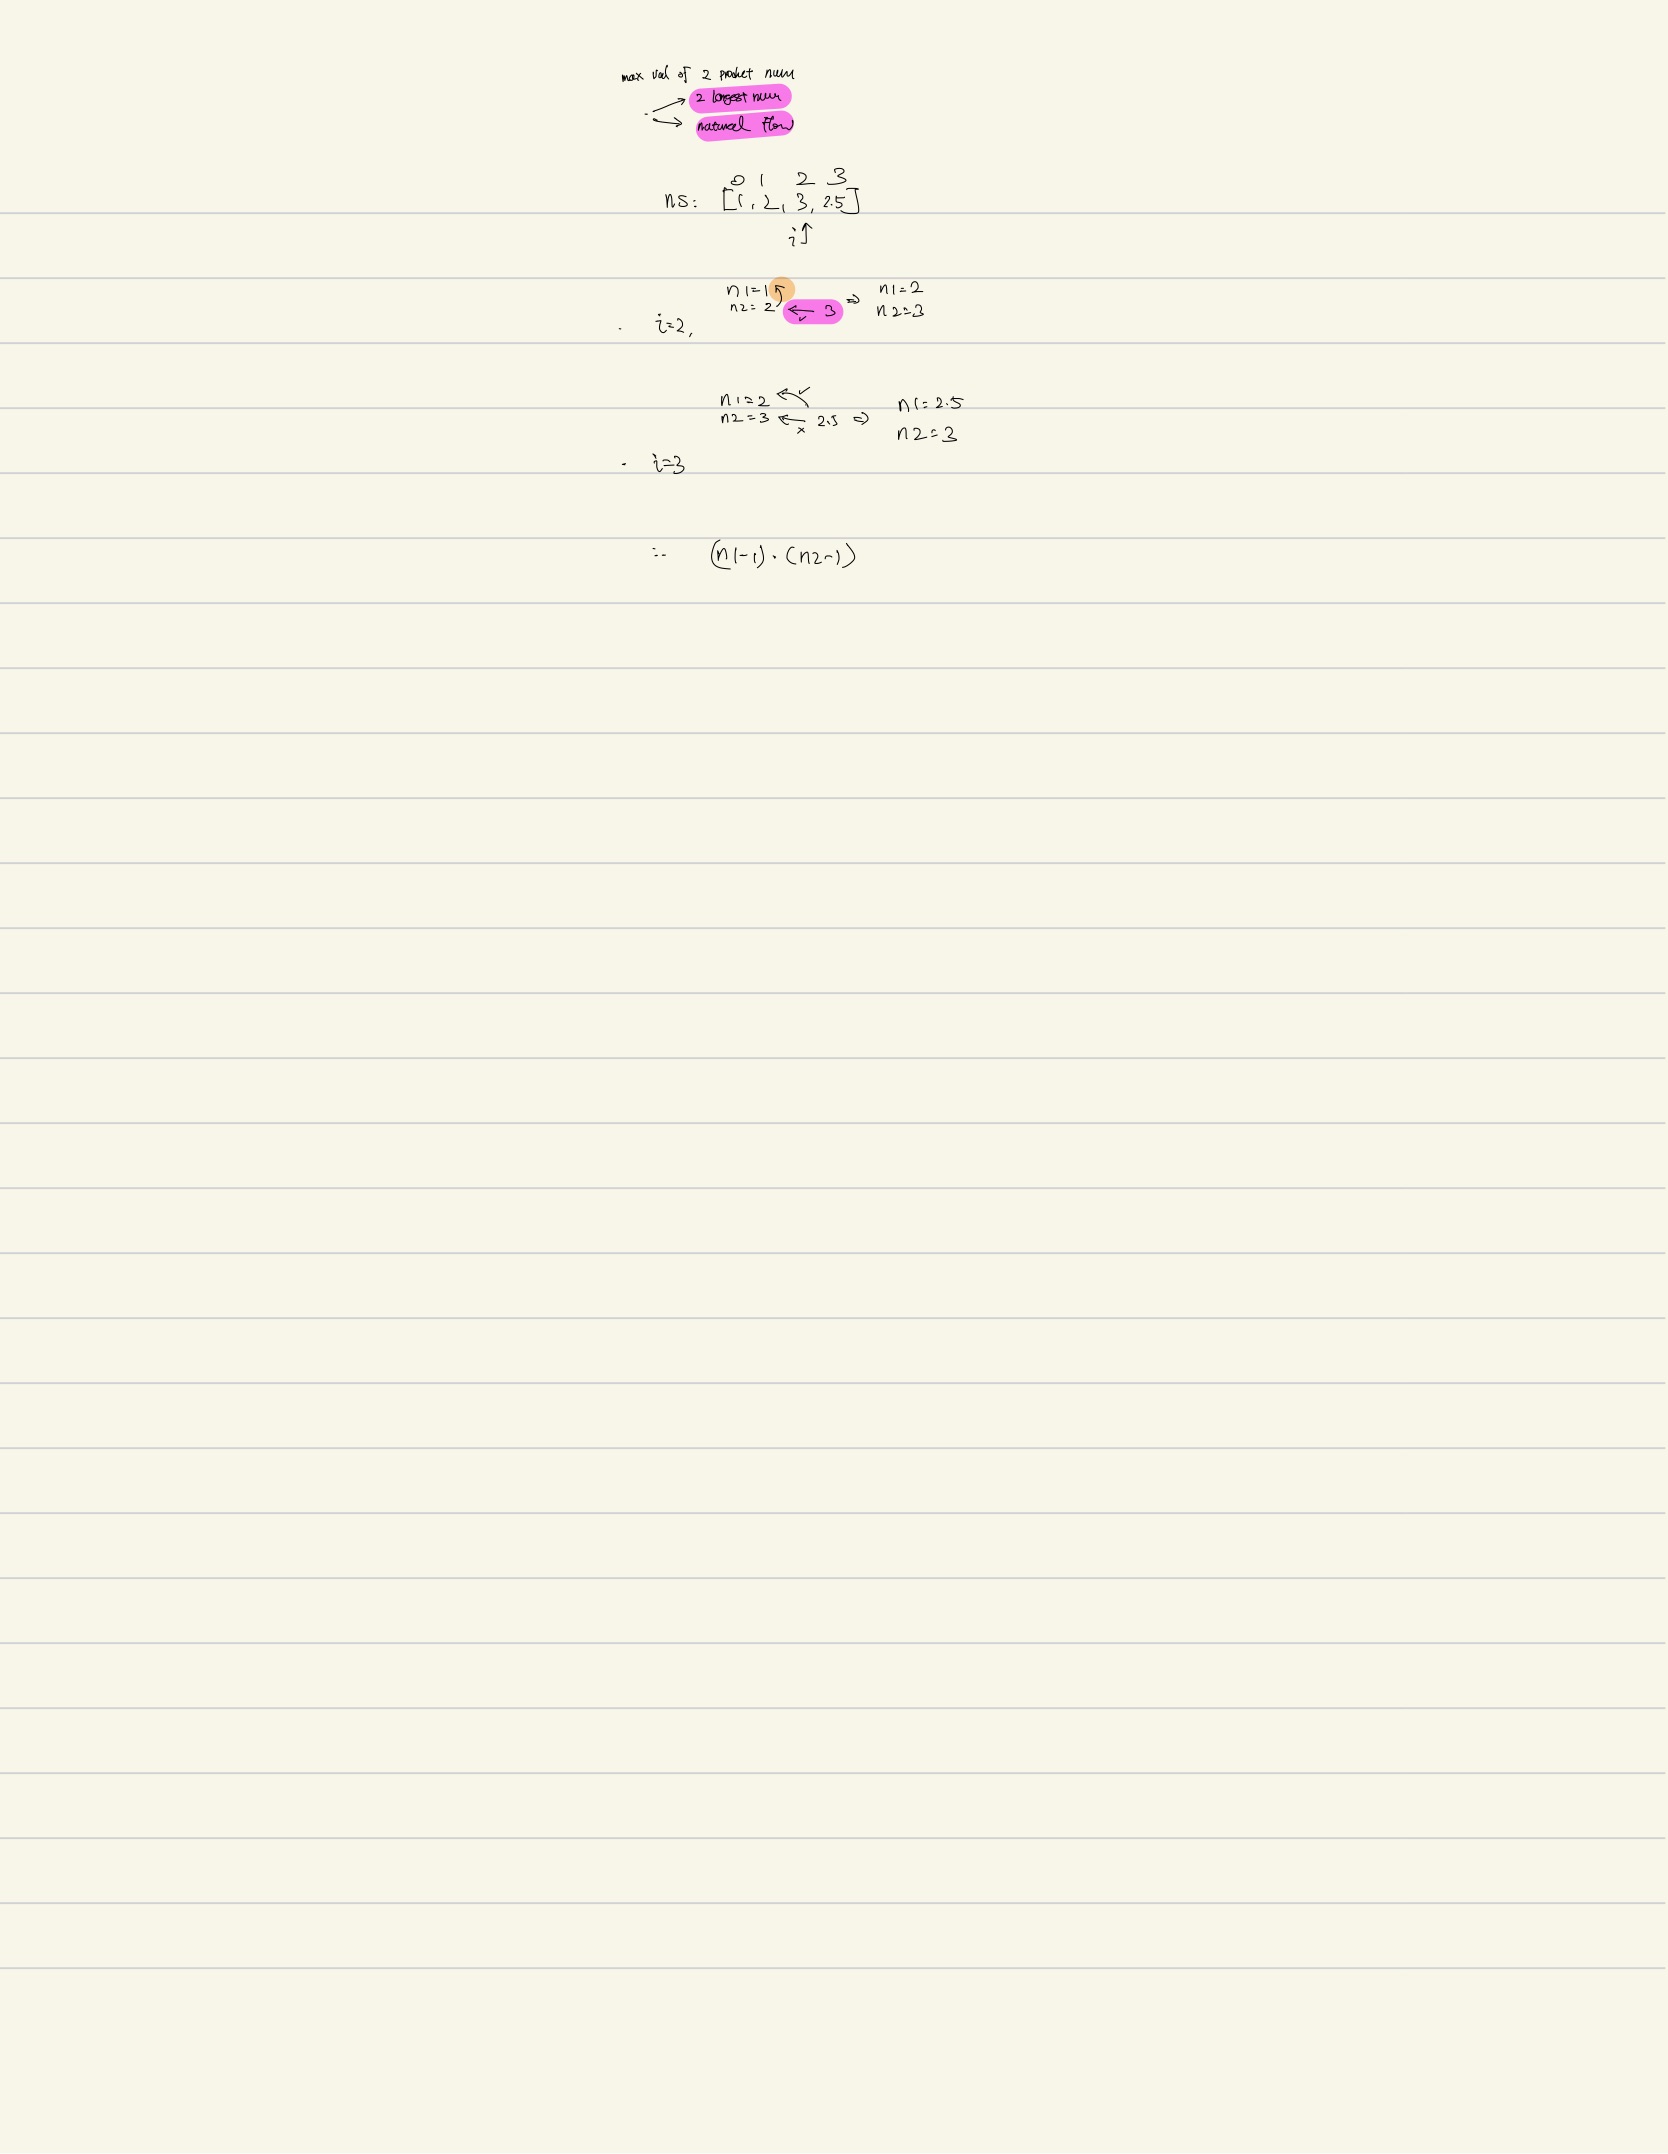 max val of 2 product num
2 longest num
natural flow
0 1 2 3
ns: [1, 2, 3, 2.5]
i↑
n1=1 ⇒ n1=2
n2=2 ← 3 n2=3
✓
· i=2,
n1=2 ← ✓ n1=2.5
n2=3 ← 2.5 ⇒ n2=3
x
· i=3
∴ (n1-1)·(n2-1)